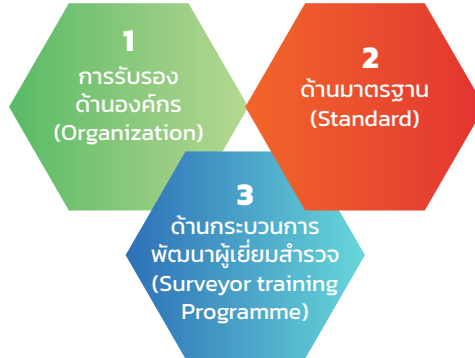 1
การรับรอง
ด้านองค์กร
(Organization)
2
ด้านมาตรฐาน
(Standard)
3
ด้านกระบวนการ
พัฒนาผู้เยี่ยมสำรวจ
(Surveyor training
Programme)